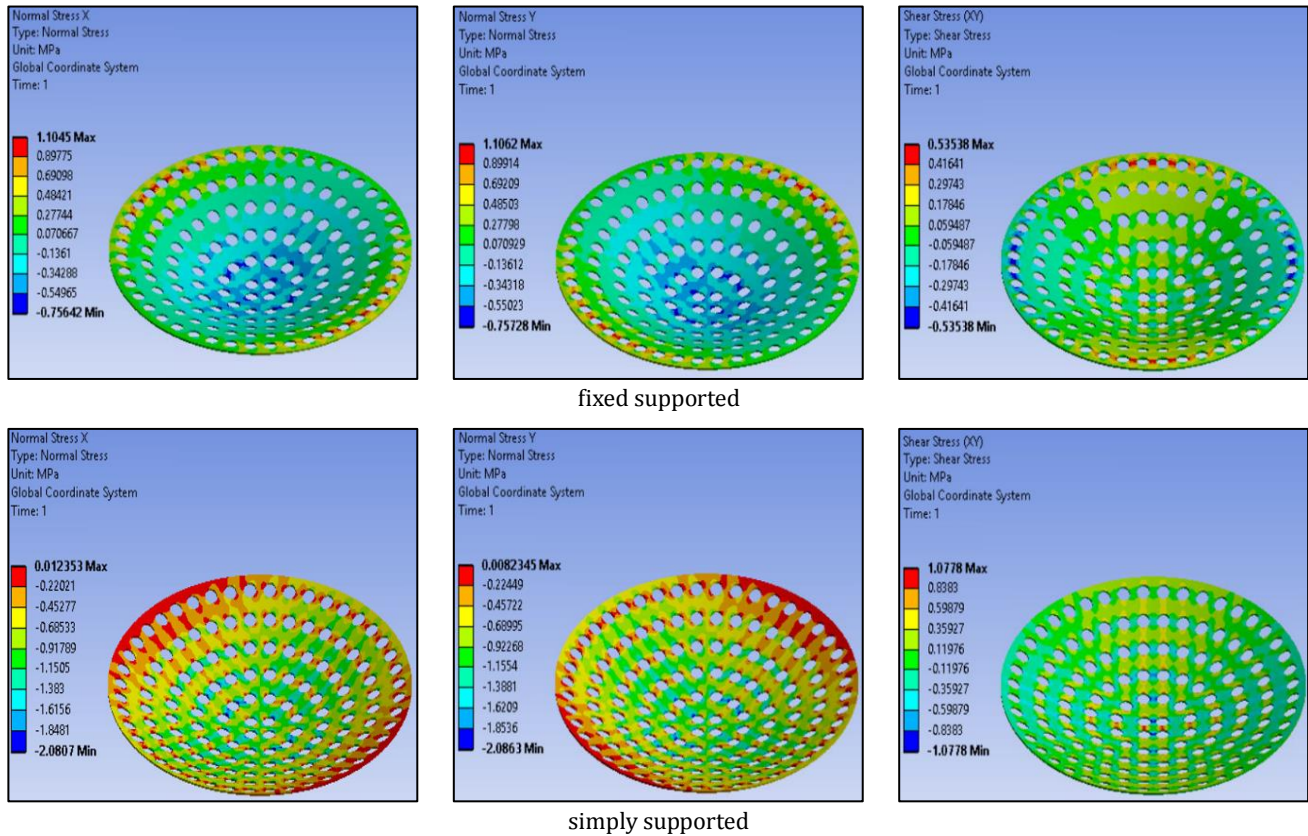 Normal Stress X
Type: Normal Stress
Unit: MPa
Global Coordinate System
Time: 1
1.1045 Max
0.89775
0.69098
0.48421
0.27744
0.070667
-0.1361
-0.34288
-0.54965
-0.75642 Min
Normal Stress Y
Type: Normal Stress
Unit: MPa
Global Coordinate System
Time: 1
1.1062 Max
0.89914
0.69209
0.48503
0.27798
0.070929
-0.13612
-0.34318
-0.55023
-0.75728 Min
Shear Stress (XY)
Type: Shear Stress
Unit: MPa
Global Coordinate System
Time: 1
0.53538 Max
0.41641
0.29743
0.17846
0.059487
-0.059487
-0.17846
-0.29743
-0.41641
-0.53538 Min
fixed supported
Normal Stress X
Type: Normal Stress
Unit: MPa
Global Coordinate System
Time: 1
0.012353 Max
-0.22021
-0.45277
-0.68533
-0.91789
-1.1505
-1.383
-1.6156
-1.8481
-2.0807 Min
Normal Stress Y
Type: Normal Stress
Unit: MPa
Global Coordinate System
Time: 1
0.0082345 Max
-0.22449
-0.45722
-0.68995
-0.92268
-1.1554
-1.3881
-1.6209
-1.8536
-2.0863 Min
Shear Stress (XY)
Type: Shear Stress
Unit: MPa
Global Coordinate System
Time: 1
1.0778 Max
0.8383
0.59879
0.35927
0.11976
-0.11976
-0.35927
-0.59879
-0.8383
-1.0778 Min
simply supported